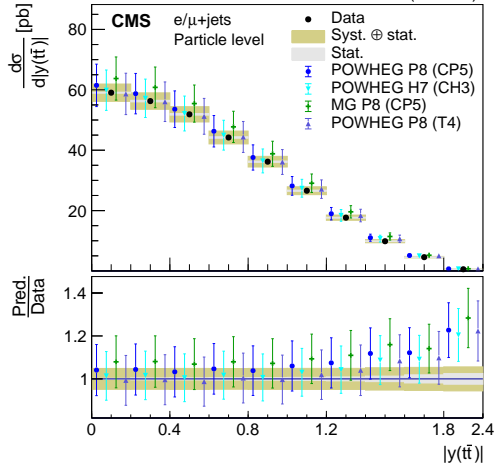 CMS
e/μ+jets
Particle level
dσ
d|y(tt̄)| [pb]
Data
Syst. ⊕ stat.
Stat.
POWHEG P8 (CP5)
POWHEG H7 (CH3)
MG P8 (CP5)
POWHEG P8 (T4)
80
60
40
20
Pred.
Data
1.4
1.2
1
0 0.4 0.8 1.2 1.8 2.4
|y(tt̄)|